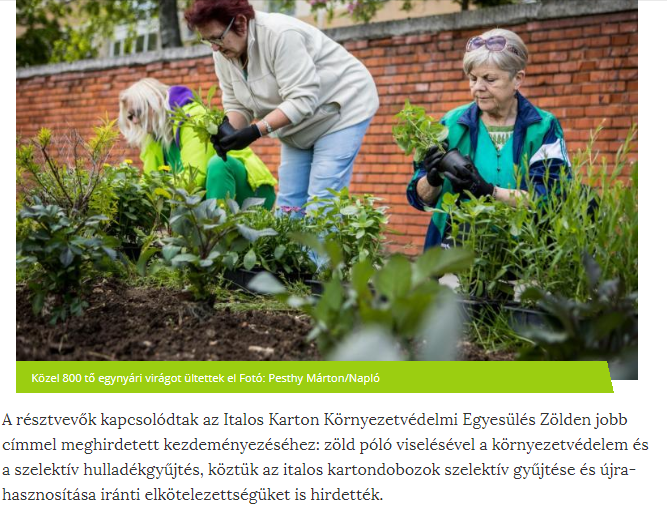 Közel 800 tő egynyári virágot ültettek el Fotó: Pesthy Márton/Napló
A résztvevők kapcsolódtak az Italos Karton Környezetvédelmi Egyesülés Zölden jobb
címmel meghirdetett kezdeményezéséhez: zöld póló viselésével a környezetvédelem és
a szelektív hulladékgyűjtés, köztük az italos kartondobozok szelektív gyűjtése és újra-
hasznosítása iránti elkötelezettségüket is hirdették.